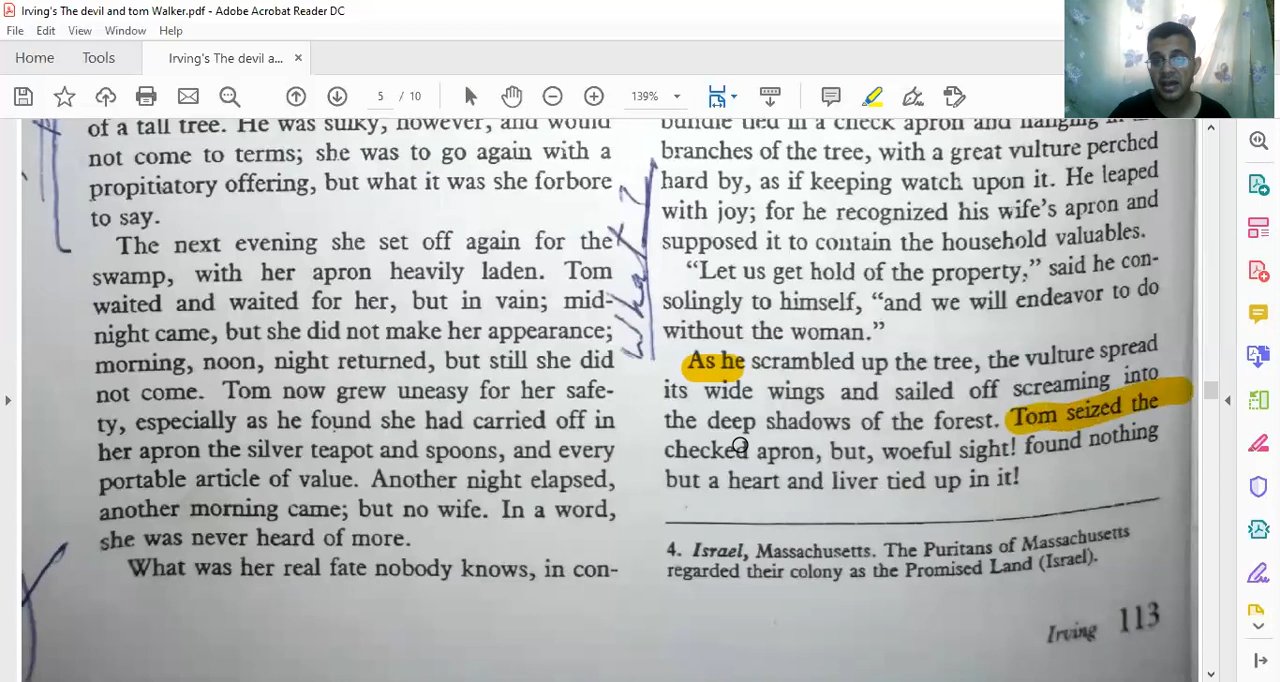 Irving's The devil and tom Walker.pdf - Adobe Acrobat Reader DC
File Edit View Window Help
Home Tools Irving's The devil a... ×
5 / 10 139%
of a tall tree. He was sulky, however, and would
not come to terms; she was to go again with a
propitiatory offering, but what it was she forbore
to say.
The next evening she set off again for the
swamp, with her apron heavily laden. Tom
waited and waited for her, but in vain; mid-
night came, but she did not make her appearance;
morning, noon, night returned, but still she did
not come. Tom now grew uneasy for her safe-
ty, especially as he found she had carried off in
her apron the silver teapot and spoons, and every
portable article of value. Another night elapsed,
another morning came; but no wife. In a word,
she was never heard of more.
What was her real fate nobody knows, in con-
What
bundle tied in a check apron and hanging in
branches of the tree, with a great vulture perched
hard by, as if keeping watch upon it. He leaped
with joy; for he recognized his wife's apron and
supposed it to contain the household valuables.
"Let us get hold of the property," said he con-
solingly to himself, "and we will endeavor to do
without the woman."
As he scrambled up the tree, the vulture spread
its wide wings and sailed off screaming into
the deep shadows of the forest. Tom seized the
checked apron, but, woeful sight! found nothing
but a heart and liver tied up in it!
4. Israel, Massachusetts. The Puritans of Massachusetts
regarded their colony as the Promised Land (Israel).
Irving 113